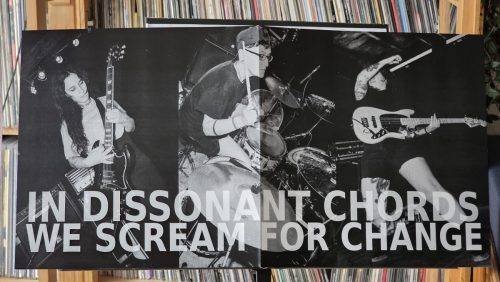 IN DISSONANT CHORDS
WE SCREAM FOR CHANGE